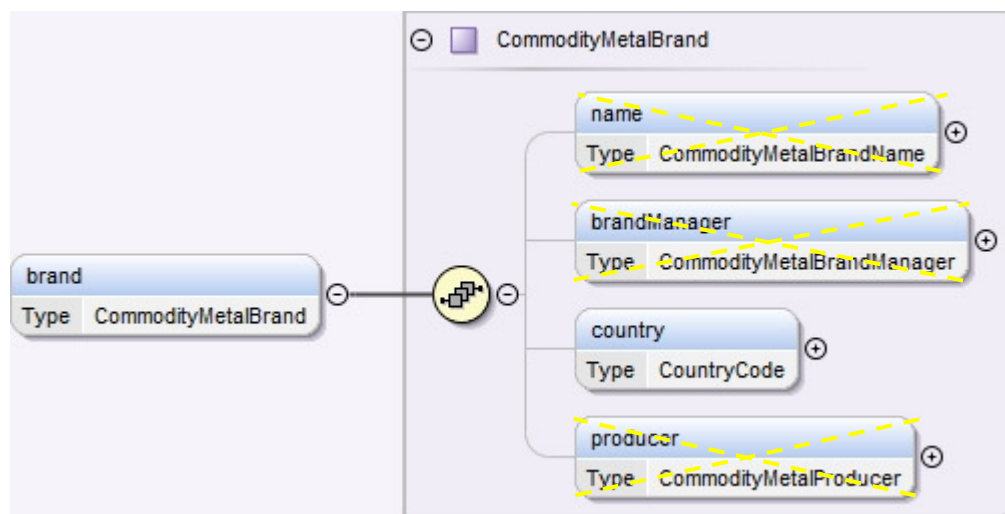 CommodityMetalBrand
name
Type CommodityMetalBrandName
brandManager
Type CommodityMetalBrandManager
brand
Type CommodityMetalBrand
country
Type CountryCode
producer
Type CommodityMetalProducer